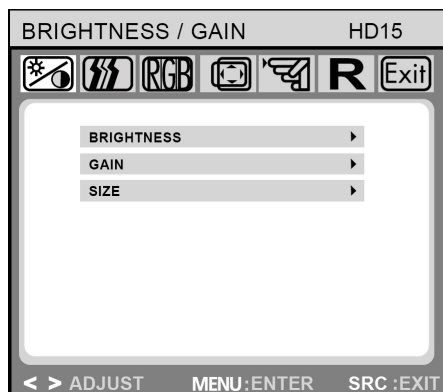 BRIGHTNESS / GAIN HD15
RGB R Exit
BRIGHTNESS
GAIN
SIZE
< > ADJUST MENU:ENTER SRC :EXIT